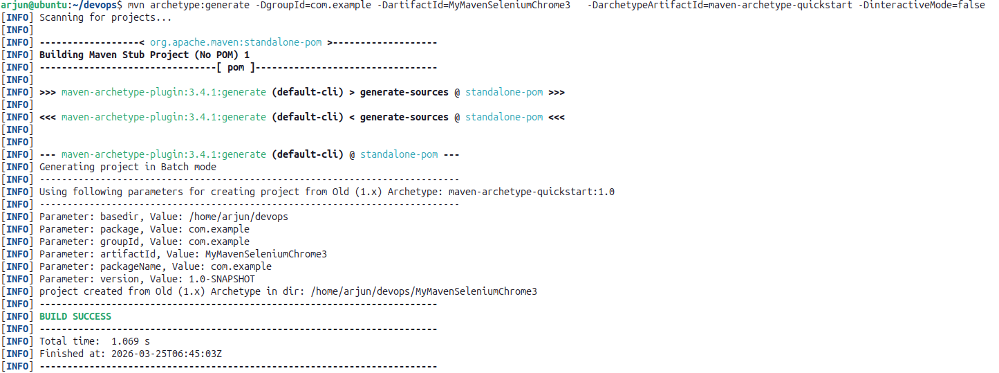 arjun@ubuntu:~/devops$ mvn archetype:generate -DgroupId=com.example -DartifactId=MyMavenSeleniumChrome3   -DarchetypeArtifactId=maven-archetype-quickstart -DinteractiveMode=false
[INFO] Scanning for projects...
[INFO]
[INFO] ------------------< org.apache.maven:standalone-pom >-------------------
[INFO] Building Maven Stub Project (No POM) 1
[INFO] --------------------------------[ pom ]---------------------------------
[INFO]
[INFO] >>> maven-archetype-plugin:3.4.1:generate (default-cli) > generate-sources @ standalone-pom >>>
[INFO]
[INFO] <<< maven-archetype-plugin:3.4.1:generate (default-cli) < generate-sources @ standalone-pom <<<
[INFO]
[INFO]
[INFO] --- maven-archetype-plugin:3.4.1:generate (default-cli) @ standalone-pom ---
[INFO] Generating project in Batch mode
[INFO] ----------------------------------------------------------------------------
[INFO] Using following parameters for creating project from Old (1.x) Archetype: maven-archetype-quickstart:1.0
[INFO] ----------------------------------------------------------------------------
[INFO] Parameter: basedir, Value: /home/arjun/devops
[INFO] Parameter: package, Value: com.example
[INFO] Parameter: groupId, Value: com.example
[INFO] Parameter: artifactId, Value: MyMavenSeleniumChrome3
[INFO] Parameter: packageName, Value: com.example
[INFO] Parameter: version, Value: 1.0-SNAPSHOT
[INFO] project created from Old (1.x) Archetype in dir: /home/arjun/devops/MyMavenSeleniumChrome3
[INFO] ------------------------------------------------------------------------
[INFO] BUILD SUCCESS
[INFO] ------------------------------------------------------------------------
[INFO] Total time:  1.069 s
[INFO] Finished at: 2026-03-25T06:45:03Z
[INFO] ------------------------------------------------------------------------